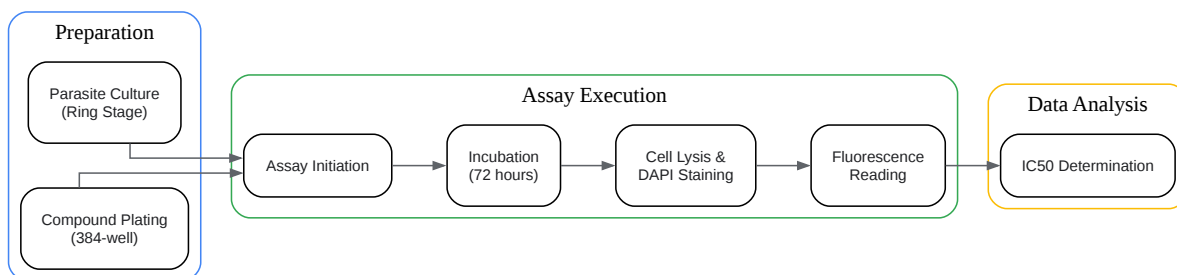 Preparation
Parasite Culture
(Ring Stage)
Compound Plating
(384-well)
Assay Execution
Assay Initiation
Incubation
(72 hours)
Cell Lysis &
DAPI Staining
Fluorescence
Reading
Data Analysis
IC50 Determination